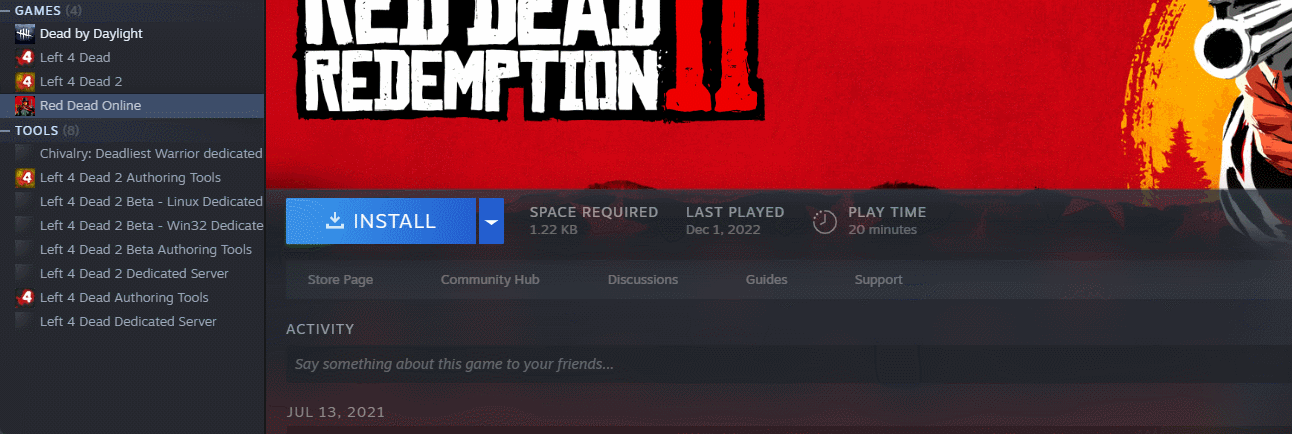 GAMES (4)
Dead by Daylight
Left 4 Dead
Left 4 Dead 2
Red Dead Online
TOOLS (8)
Chivalry: Deadliest Warrior dedicated
Left 4 Dead 2 Authoring Tools
Left 4 Dead 2 Beta - Linux Dedicated
Left 4 Dead 2 Beta - Win32 Dedicate
Left 4 Dead 2 Beta Authoring Tools
Left 4 Dead 2 Dedicated Server
Left 4 Dead Authoring Tools
Left 4 Dead Dedicated Server
RED DEAD
REDEMPTION II
INSTALL
SPACE REQUIRED
1.22 KB
LAST PLAYED
Dec 1, 2022
PLAY TIME
20 minutes
Store Page
Community Hub
Discussions
Guides
Support
ACTIVITY
Say something about this game to your friends...
JUL 13, 2021